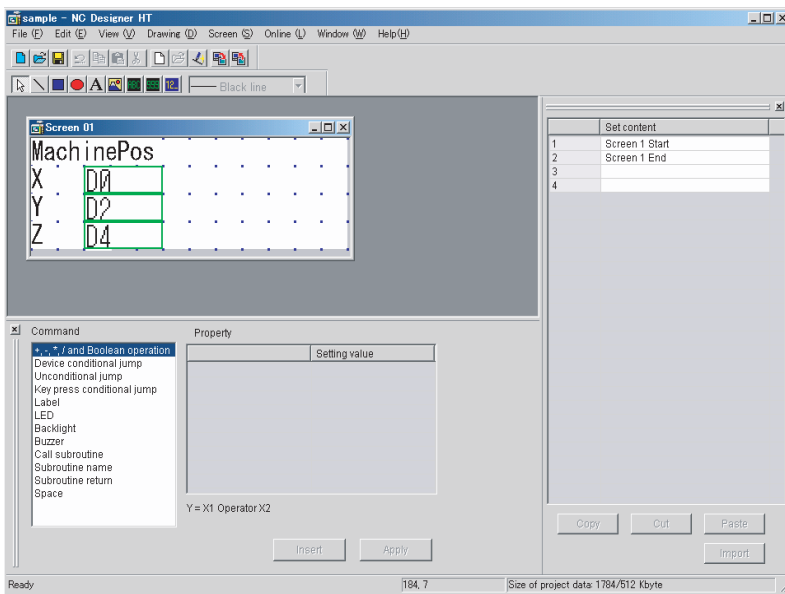 sample - NC Designer HT
File (F) Edit (E) View (V) Drawing (D) Screen (S) Online (L) Window (W) Help(H)
A ABC 999 12..
Black line
Screen 01
MachinePos
X D0
Y D2
Z D4
Set content
1 Screen 1 Start
2 Screen 1 End
3
4
Command
+, -, *, / and Boolean operation
Device conditional jump
Unconditional jump
Key press conditional jump
Label
LED
Backlight
Buzzer
Call subroutine
Subroutine name
Subroutine return
Space
Property
Setting value
Y = X1 Operator X2
Insert Apply
Copy Cut Paste
Import
Ready 184, 7 Size of project data: 1784/512 Kbyte